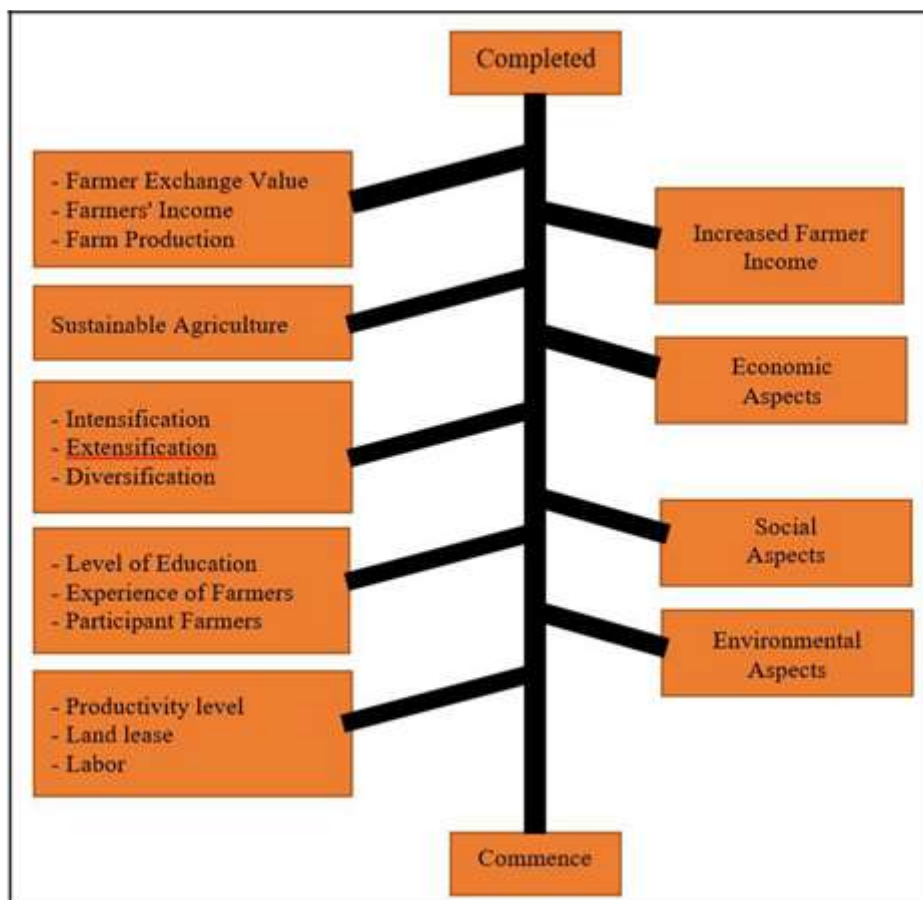 Completed
- Farmer Exchange Value
- Farmers' Income
- Farm Production
Increased Farmer
Income
Sustainable Agriculture
Economic
Aspects
- Intensification
- Extensification
- Diversification
Social
Aspects
- Level of Education
- Experience of Farmers
- Participant Farmers
Environmental
Aspects
- Productivity level
- Land lease
- Labor
Commence